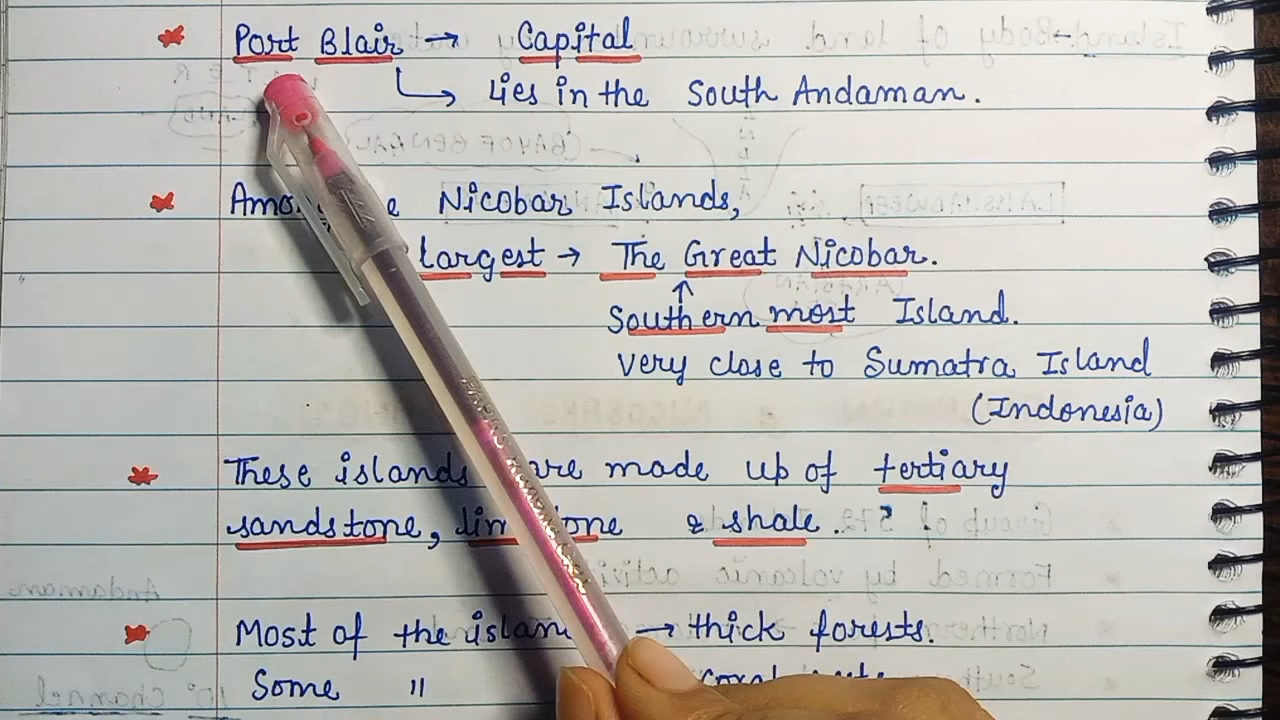 Port Blair → Capital
↳ Lies in the South Andaman.
Nicobar Islands,
largest → The Great Nicobar.
↑
Southern most Island.
very close to Sumatra Island
(Indonesia)
These islands are made up of tertiary
sandstone, & shale.
Most of the → thick forests.
Some "